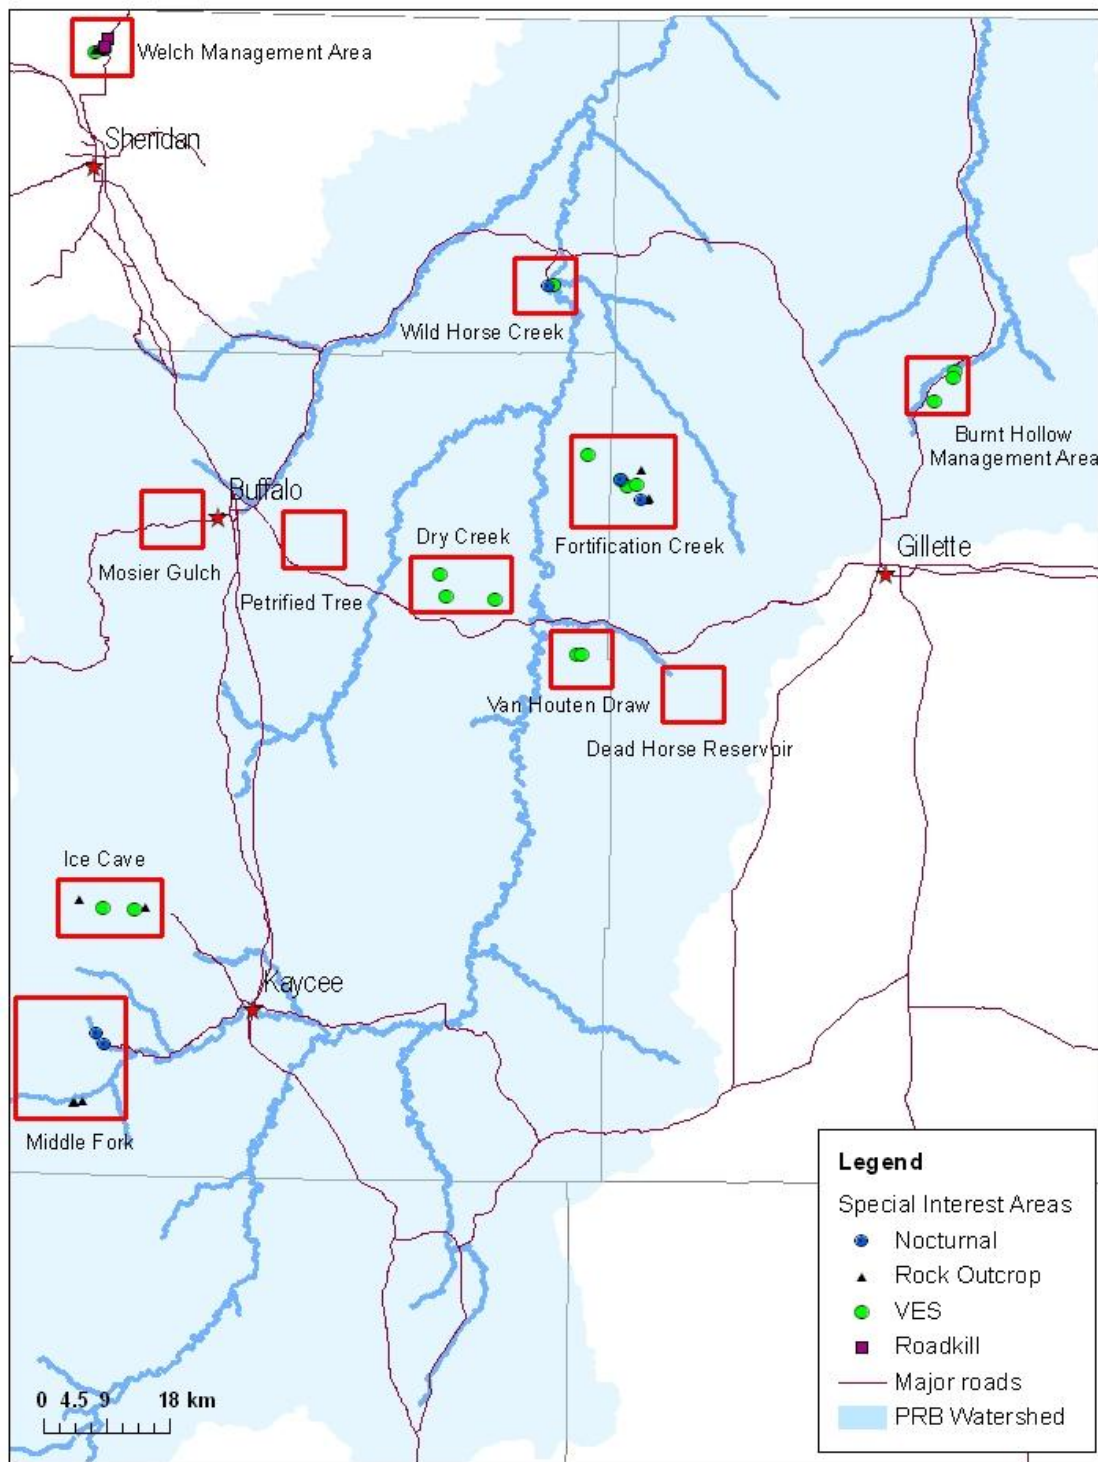 Welch Management Area
Sheridan
Wild Horse Creek
Burnt Hollow
Management Area
Buffalo
Mosier Gulch
Petrified Tree
Dry Creek
Fortification Creek
Gillette
Van Houten Draw
Dead Horse Reservoir
Ice Cave
Kaycee
Middle Fork
Legend
Special Interest Areas
Nocturnal
Rock Outcrop
VES
Roadkill
Major roads
PRB Watershed
0 4.5 9 18 km